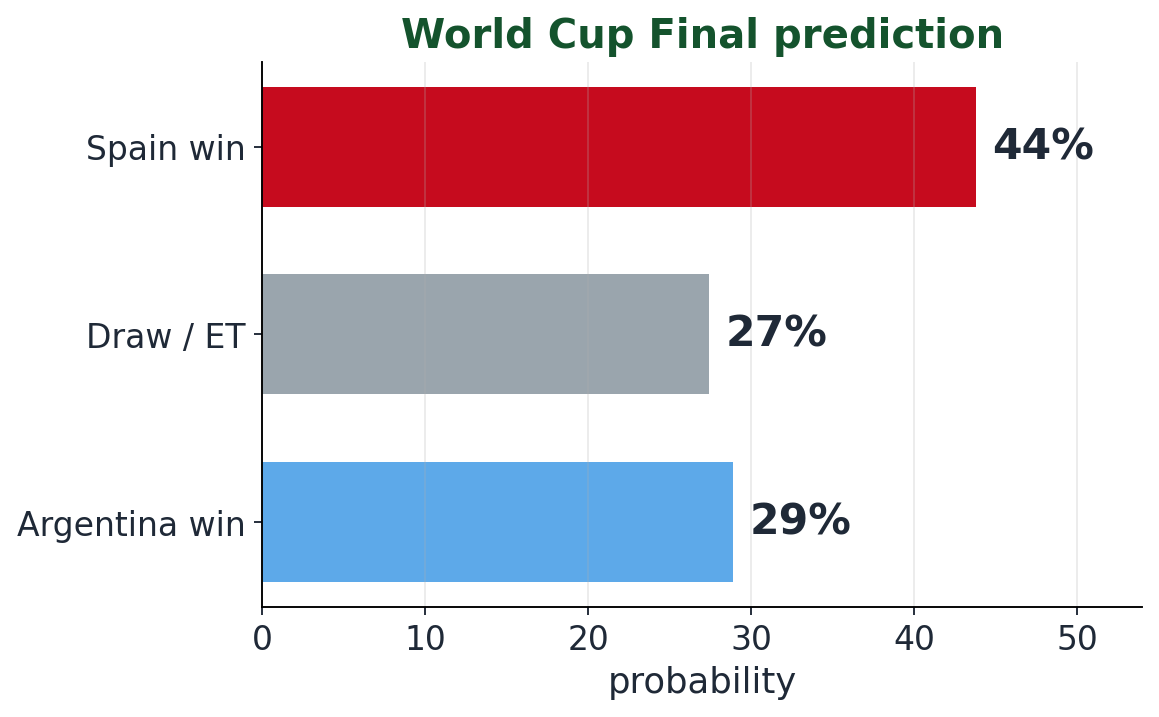 World Cup Final prediction
Spain win
44%
Draw / ET
27%
Argentina win
29%
0 10 20 30 40 50
probability